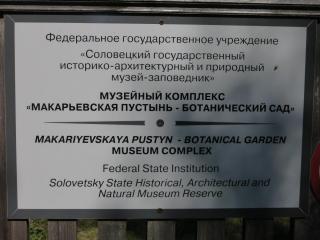 Федеральное государственное учреждение
«Соловецкий государственный
историко-архитектурный и природный
музей-заповедник»
МУЗЕЙНЫЙ КОМПЛЕКС
«МАКАРЬЕВСКАЯ ПУСТЫНЬ - БОТАНИЧЕСКИЙ САД»
MAKARIYEVSKAYA PUSTYN - BOTANICAL GARDEN
MUSEUM COMPLEX
Federal State Institution
Solovetsky State Historical, Architectural and
Natural Museum Reserve